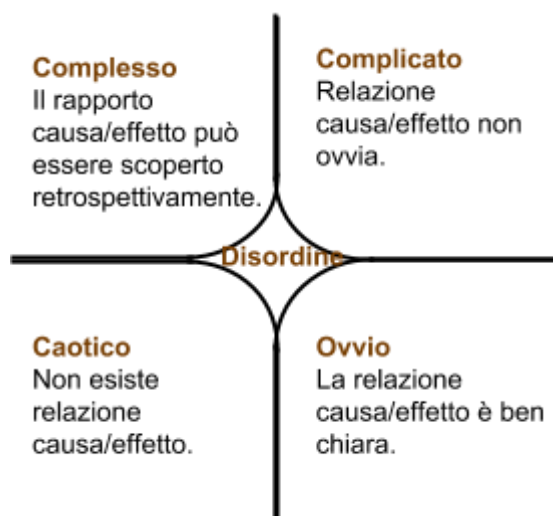 Complesso
Il rapporto
causa/effetto può
essere scoperto
retrospettivamente.
Complicato
Relazione
causa/effetto non
ovvia.
Disordine
Caotico
Non esiste
relazione
causa/effetto.
Ovvio
La relazione
causa/effetto è ben
chiara.